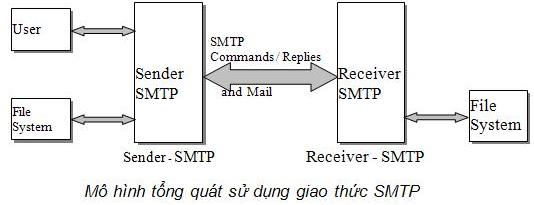 User
File
System
Sender
SMTP
SMTP
Commands / Replies
and Mail
Receiver
SMTP
File
System
Sender - SMTP
Receiver - SMTP
Mô hình tổng quát sử dụng giao thức SMTP